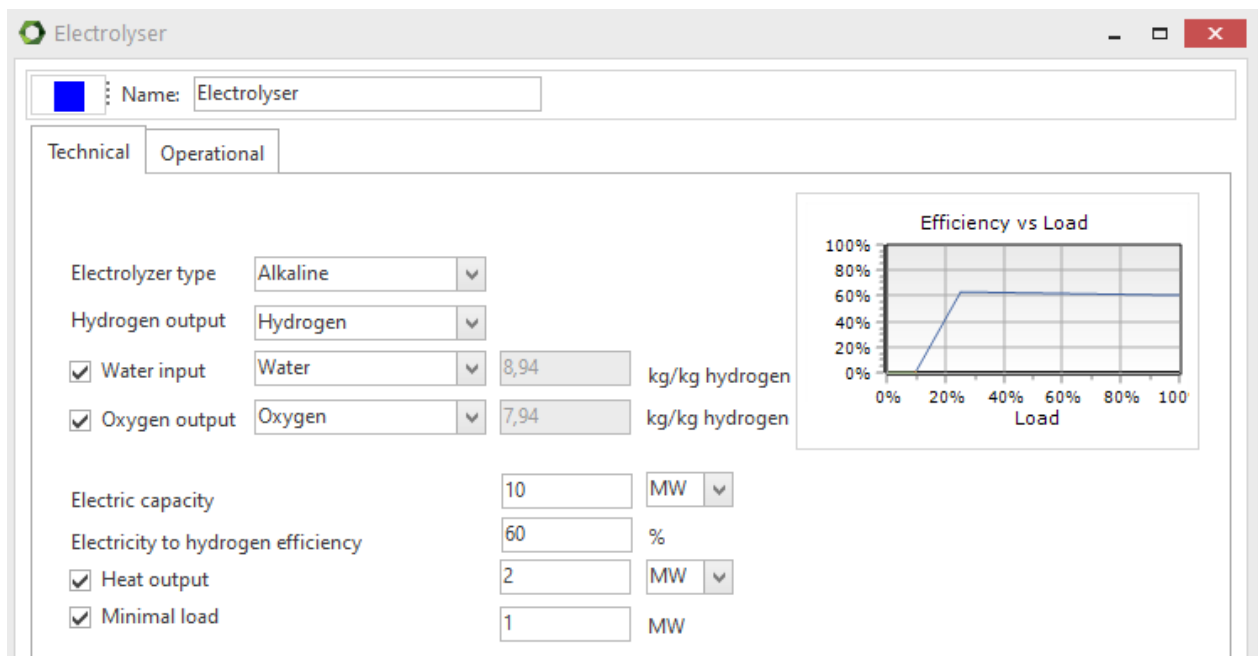 Electrolyser
Name: Electrolyser
Technical Operational
Efficiency vs Load
100%
80%
60%
40%
20%
0%
0% 20% 40% 60% 80% 100
Load
Electrolyzer type Alkaline
Hydrogen output Hydrogen
Water input Water 8,94 kg/kg hydrogen
Oxygen output Oxygen 7,94 kg/kg hydrogen
Electric capacity 10 MW
Electricity to hydrogen efficiency 60 %
Heat output 2 MW
Minimal load 1 MW